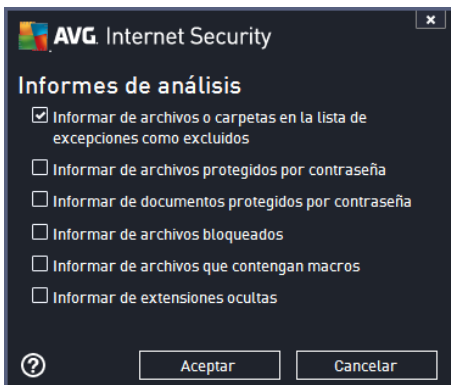 AVG. Internet Security
Informes de análisis
Informar de archivos o carpetas en la lista de
excepciones como excluidos
Informar de archivos protegidos por contraseña
Informar de documentos protegidos por contraseña
Informar de archivos bloqueados
Informar de archivos que contengan macros
Informar de extensiones ocultas
? Aceptar Cancelar